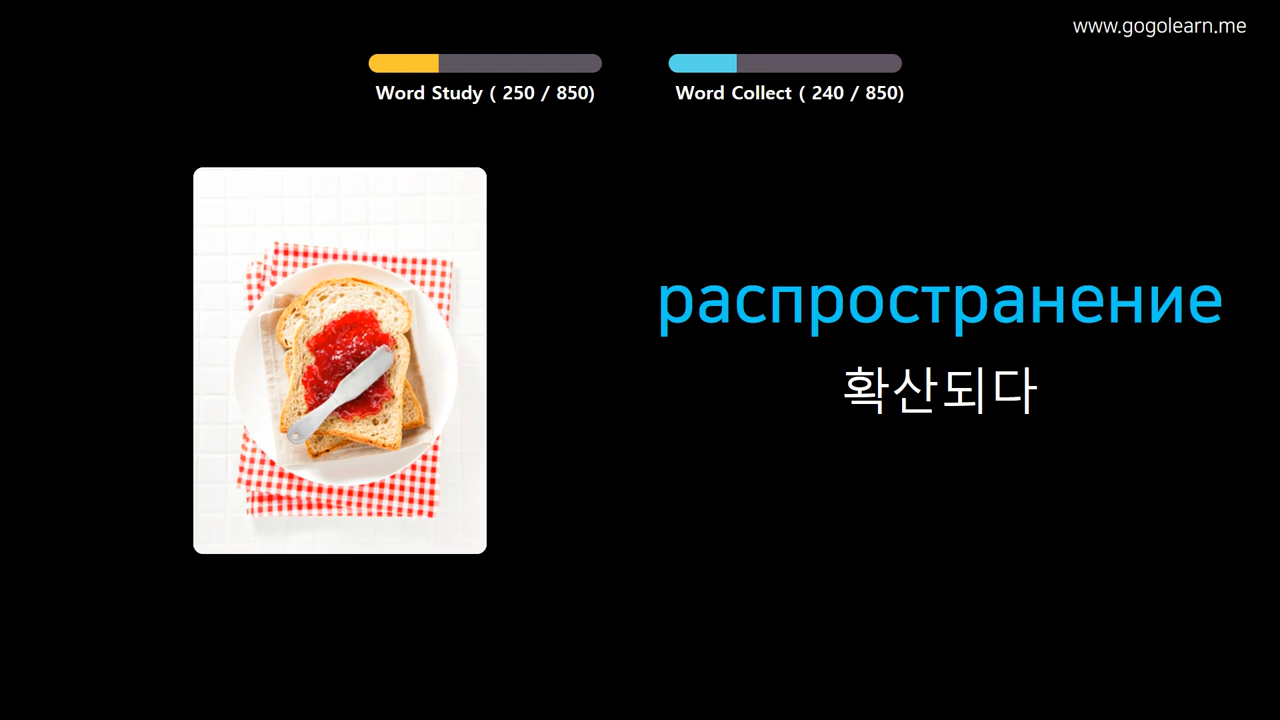 www.gogolearn.me
Word Study ( 250 / 850)
Word Collect ( 240 / 850)
распространение
확산되다